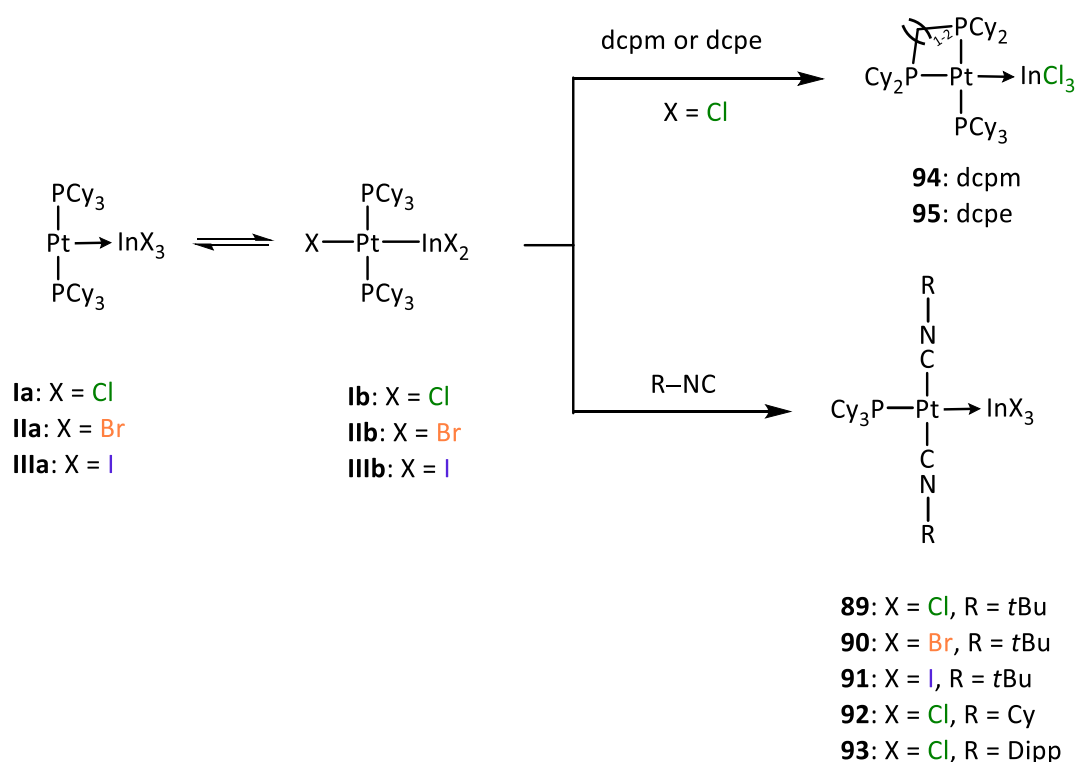 PCy₃
Pt InX₃
PCy₃
Ia: X = Cl
IIa: X = Br
IIIa: X = I
PCy₃
X Pt InX₂
PCy₃
Ib: X = Cl
IIb: X = Br
IIIb: X = I
dcpm or dcpe
X = Cl
1-2 PCy₂
Cy₂P Pt InCl₃
PCy₃
94: dcpm
95: dcpe
R–NC
R
N
C
Cy₃P Pt InX₃
C
N
R
89: X = Cl, R = tBu
90: X = Br, R = tBu
91: X = I, R = tBu
92: X = Cl, R = Cy
93: X = Cl, R = Dipp